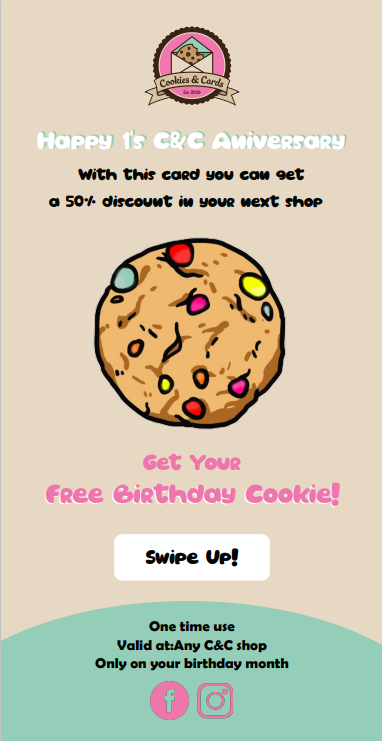 Cookies & Cards
Est. 2018
Happy 1's C&C Aniversary
With this card you can get
a 50% discount in your next shop
Get Your
Free Birthday Cookie!
Swipe Up!
One time use
Valid at:Any C&C shop
Only on your birthday month